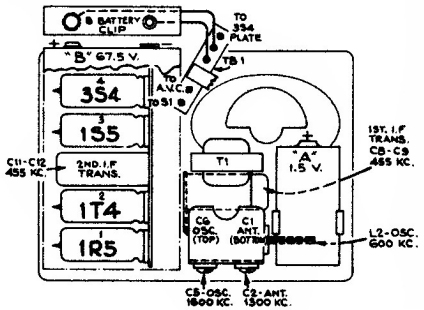 B BATTERY
CLIP
TO
3S4
PLATE
TB1
+
"B" 67.5 V.
TO
A.V.C.
TO S1
4
3S4
3
1S5
C11-C12
455 KC.
2ND. I.F
TRANS.
2
1T4
1
1R5
T1
1ST. I.F
TRANS.
C8-C9
455 KC.
+
"A"
1.5 V.
C6
OSC.
(TOP)
C1
ANT.
(BOTTOM)
L2-OSC.
600 KC.
C5-OSC.
1600 KC.
C2-ANT.
1500 KC.